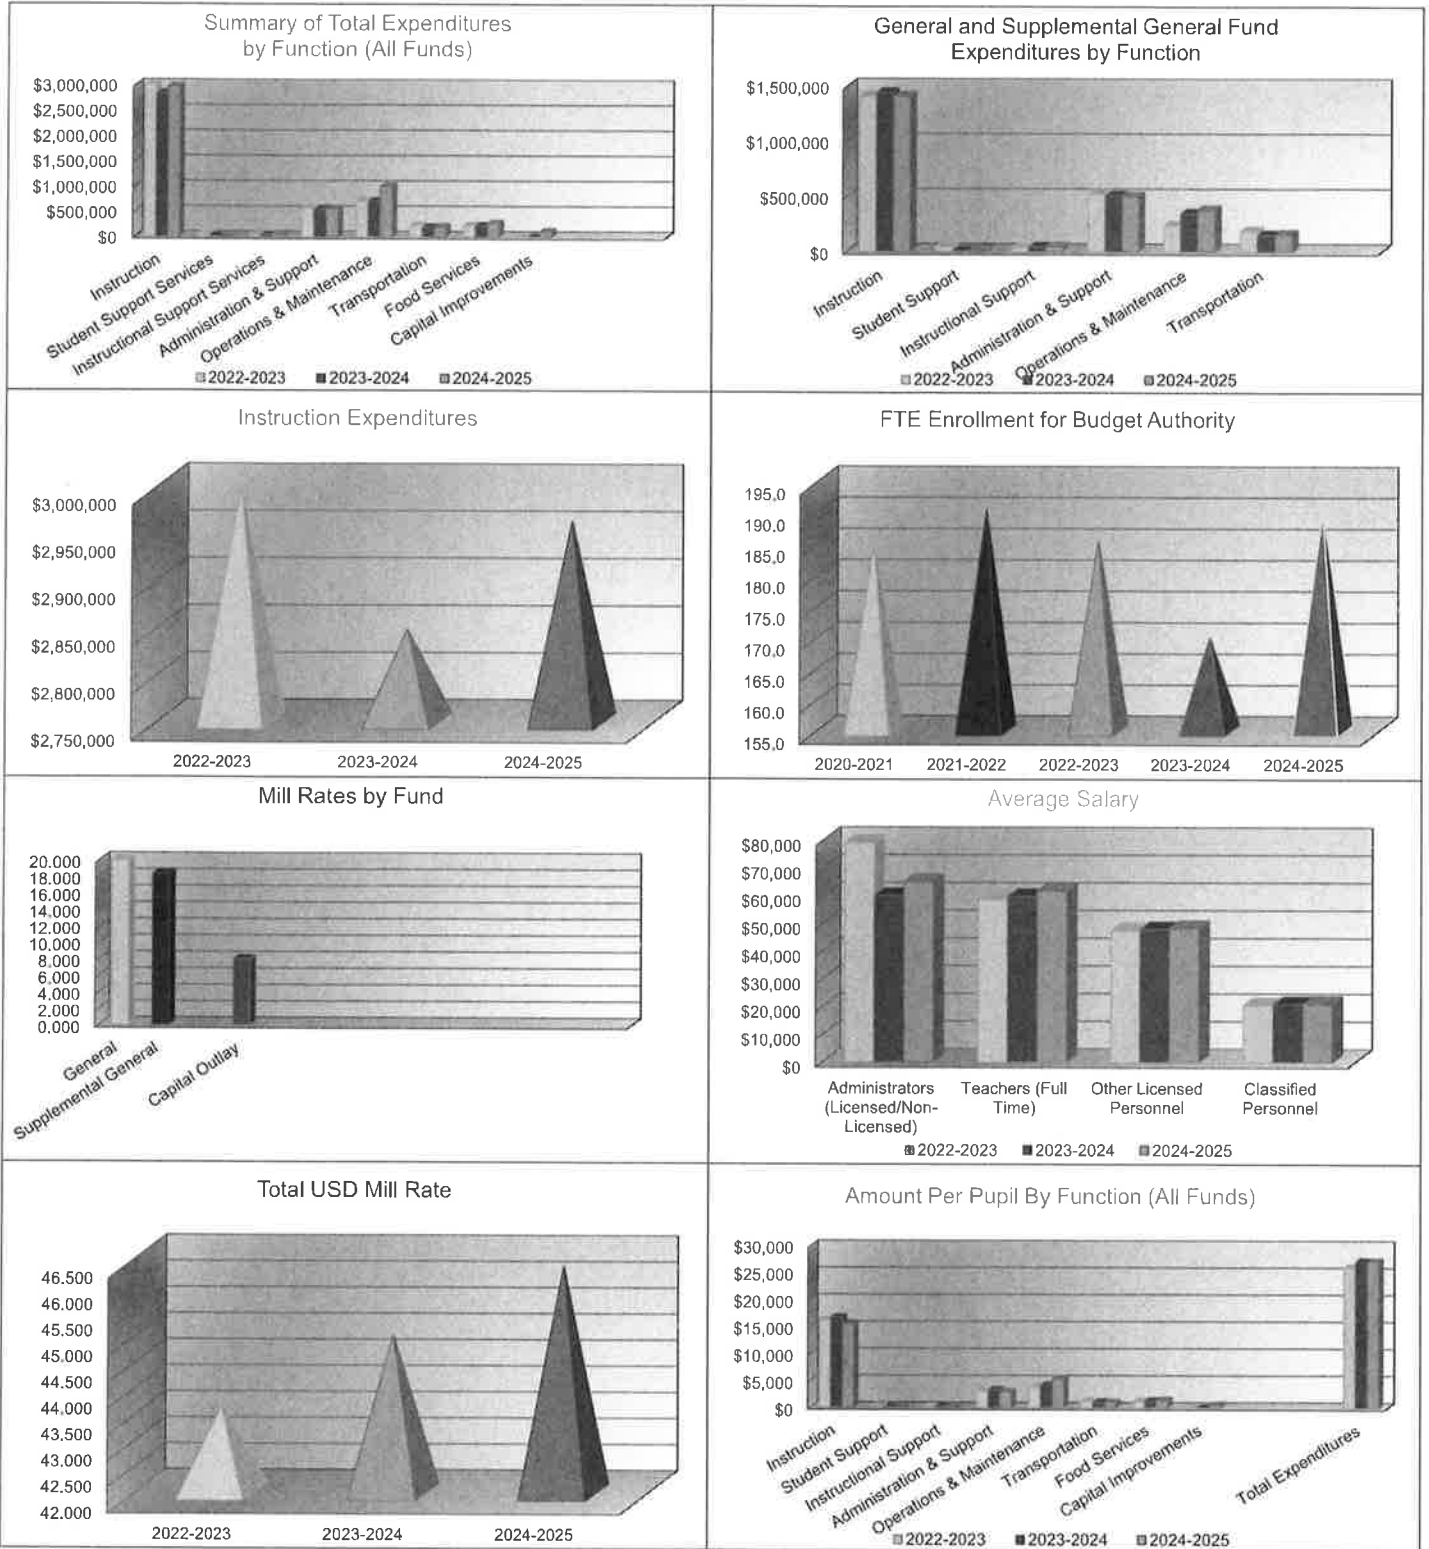 Summary of Total Expenditures
by Function (All Funds)
$3,000,000
$2,500,000
$2,000,000
$1,500,000
$1,000,000
$500,000
$0
Instruction
Student Support Services
Instructional Support Services
Administration & Support
Operations & Maintenance
Transportation
Food Services
Capital Improvements
2022-2023 2023-2024 2024-2025
General and Supplemental General Fund
Expenditures by Function
$1,500,000
$1,000,000
$500,000
$0
Instruction
Student Support
Instructional Support
Administration & Support
Operations & Maintenance
Transportation
2022-2023 2023-2024 2024-2025
Instruction Expenditures
$3,000,000
$2,950,000
$2,900,000
$2,850,000
$2,800,000
$2,750,000
2022-2023 2023-2024 2024-2025
FTE Enrollment for Budget Authority
195.0
190.0
185.0
180.0
175.0
170.0
165.0
160.0
155.0
2020-2021 2021-2022 2022-2023 2023-2024 2024-2025
Mill Rates by Fund
20.000
18.000
16.000
14.000
12.000
10.000
8.000
6.000
4.000
2.000
0.000
General
Supplemental General
Capital Outlay
Average Salary
$80,000
$70,000
$60,000
$50,000
$40,000
$30,000
$20,000
$10,000
$0
Administrators
(Licensed/Non-
Licensed)
Teachers (Full
Time)
Other Licensed
Personnel
Classified
Personnel
2022-2023 2023-2024 2024-2025
Total USD Mill Rate
46.500
46.000
45.500
45.000
44.500
44.000
43.500
43.000
42.500
42.000
2022-2023 2023-2024 2024-2025
Amount Per Pupil By Function (All Funds)
$30,000
$25,000
$20,000
$15,000
$10,000
$5,000
$0
Instruction
Student Support
Instructional Support
Administration & Support
Operations & Maintenance
Transportation
Food Services
Capital Improvements
Total Expenditures
2022-2023 2023-2024 2024-2025